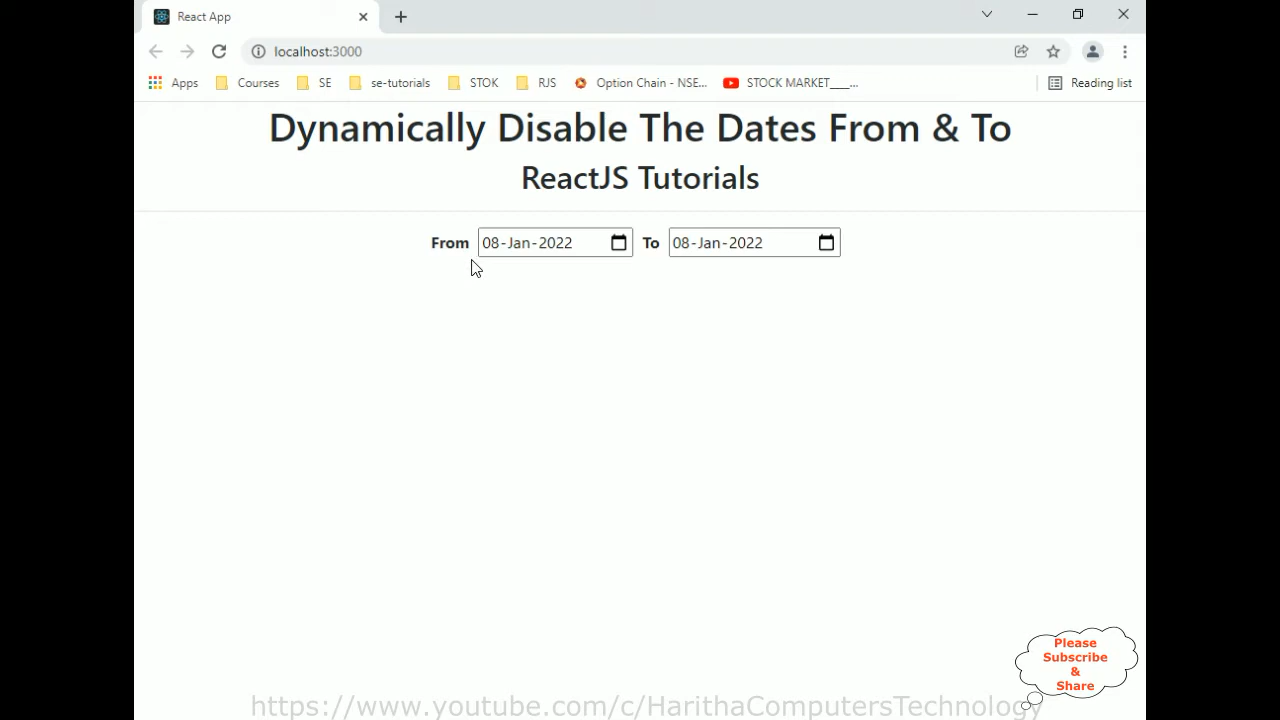 React App
localhost:3000
Apps Courses SE se-tutorials STOK RJS Option Chain - NSE... STOCK MARKET____... Reading list
Dynamically Disable The Dates From & To
ReactJS Tutorials
From 08-Jan-2022 To 08-Jan-2022
Please
Subscribe
&
Share
https://www.youtube.com/c/HarithaComputersTechnology